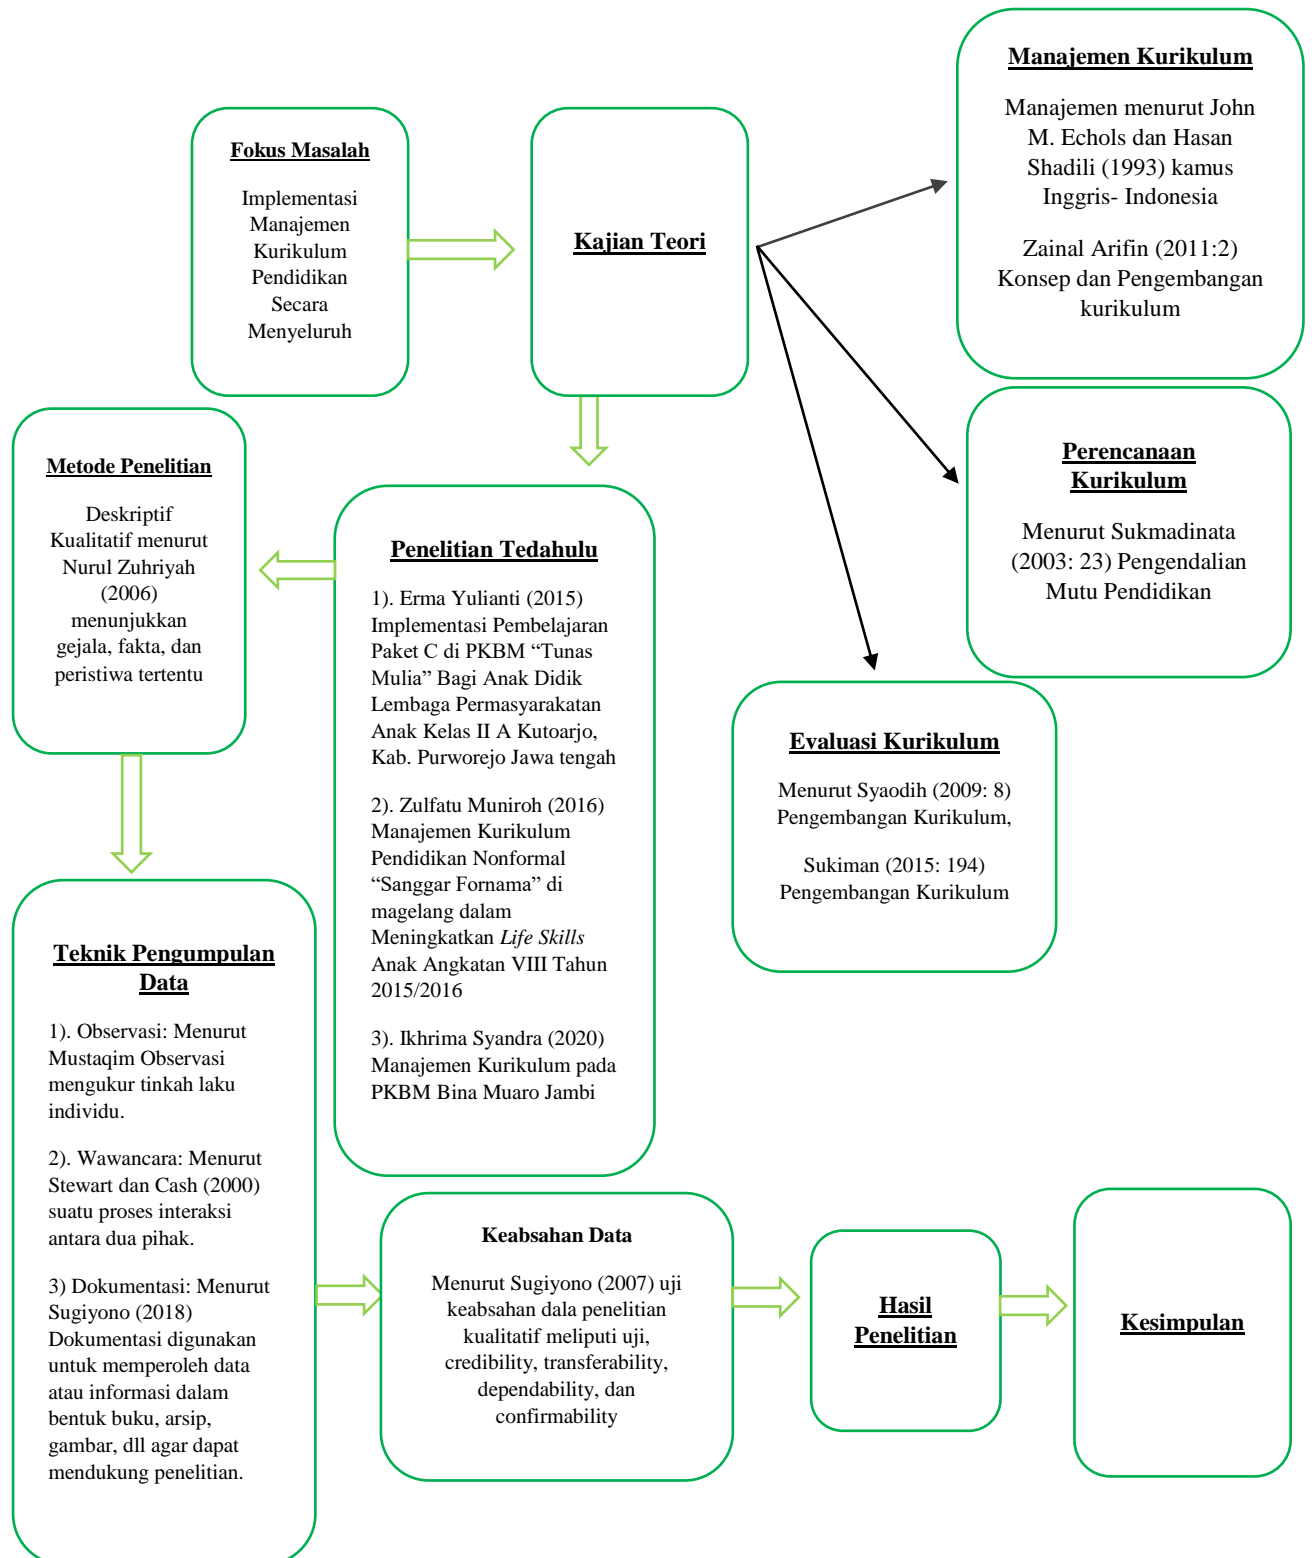 Fokus Masalah
Implementasi
Manajemen
Kurikulum
Pendidikan
Secara
Menyeluruh
Kajian Teori
Manajemen Kurikulum
Manajemen menurut John
M. Echols dan Hasan
Shadili (1993) kamus
Inggris- Indonesia
Zainal Arifin (2011:2)
Konsep dan Pengembangan
kurikulum
Perencanaan
Kurikulum
Menurut Sukmadinata
(2003: 23) Pengendalian
Mutu Pendidikan
Evaluasi Kurikulum
Menurut Syaodih (2009: 8)
Pengembangan Kurikulum,
Sukiman (2015: 194)
Pengembangan Kurikulum
Penelitian Tedahulu
1). Erma Yulianti (2015)
Implementasi Pembelajaran
Paket C di PKBM “Tunas
Mulia” Bagi Anak Didik
Lembaga Permasyarakatan
Anak Kelas II A Kutoarjo,
Kab. Purworejo Jawa tengah
2). Zulfatu Muniroh (2016)
Manajemen Kurikulum
Pendidikan Nonformal
“Sanggar Fornama” di
magelang dalam
Meningkatkan Life Skills
Anak Angkatan VIII Tahun
2015/2016
3). Ikhrima Syandra (2020)
Manajemen Kurikulum pada
PKBM Bina Muaro Jambi
Metode Penelitian
Deskriptif
Kualitatif menurut
Nurul Zuhriyah
(2006)
menunjukkan
gejala, fakta, dan
peristiwa tertentu
Teknik Pengumpulan
Data
1). Observasi: Menurut
Mustaqim Observasi
mengukur tinkah laku
individu.
2). Wawancara: Menurut
Stewart dan Cash (2000)
suatu proses interaksi
antara dua pihak.
3) Dokumentasi: Menurut
Sugiyono (2018)
Dokumentasi digunakan
untuk memperoleh data
atau informasi dalam
bentuk buku, arsip,
gambar, dll agar dapat
mendukung penelitian.
Keabsahan Data
Menurut Sugiyono (2007) uji
keabsahan dala penelitian
kualitatif meliputi uji,
credibility, transferability,
dependability, dan
confirmability
Hasil
Penelitian
Kesimpulan